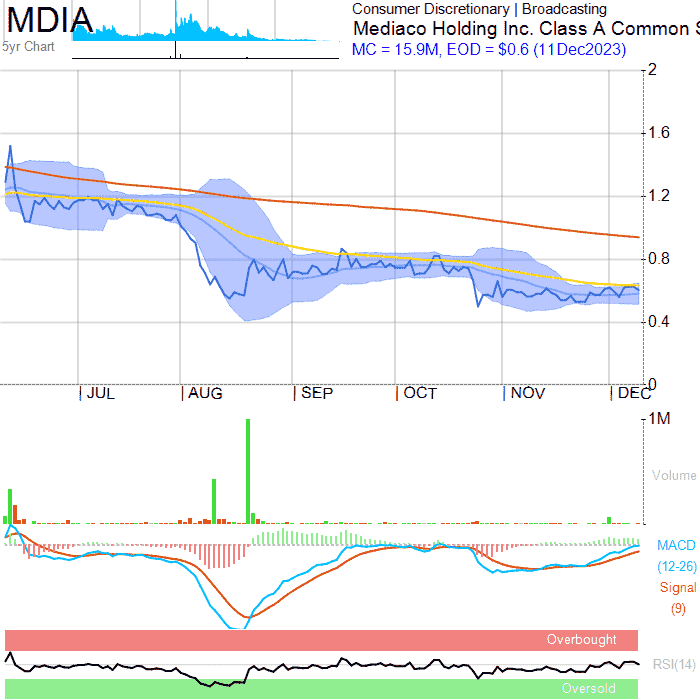 MDIA
5yr Chart
Consumer Discretionary | Broadcasting
Mediaco Holding Inc. Class A Common S
MC = 15.9M, EOD = $0.6 (11Dec2023)
2
1.6
1.2
0.8
0.4
0
JUL AUG SEP OCT NOV DEC
1M
Volume
MACD
(12-26)
Signal
(9)
Overbought
RSI(14)
Oversold